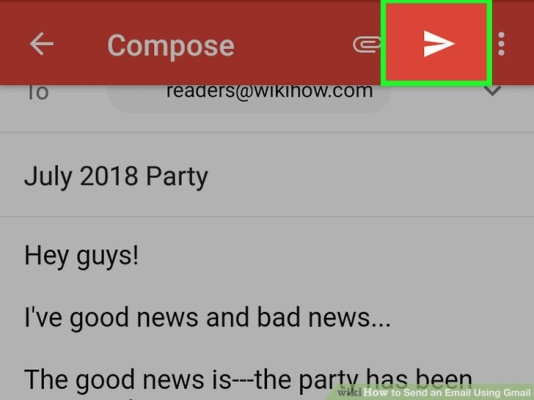 Compose
To readers@wikihow.com
July 2018 Party
Hey guys!
I've good news and bad news...
The good news is---the party has been
wikiHow to Send an Email Using Gmail